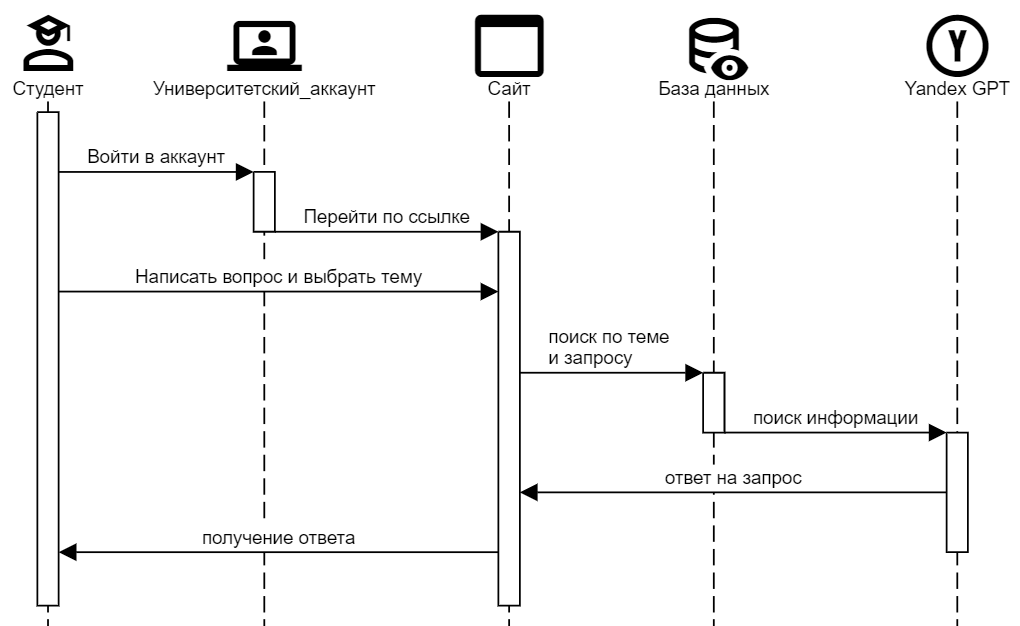 Студент
Университетский_аккаунт
Сайт
База данных
Yandex GPT
Войти в аккаунт
Перейти по ссылке
Написать вопрос и выбрать тему
поиск по теме
и запросу
поиск информации
ответ на запрос
получение ответа